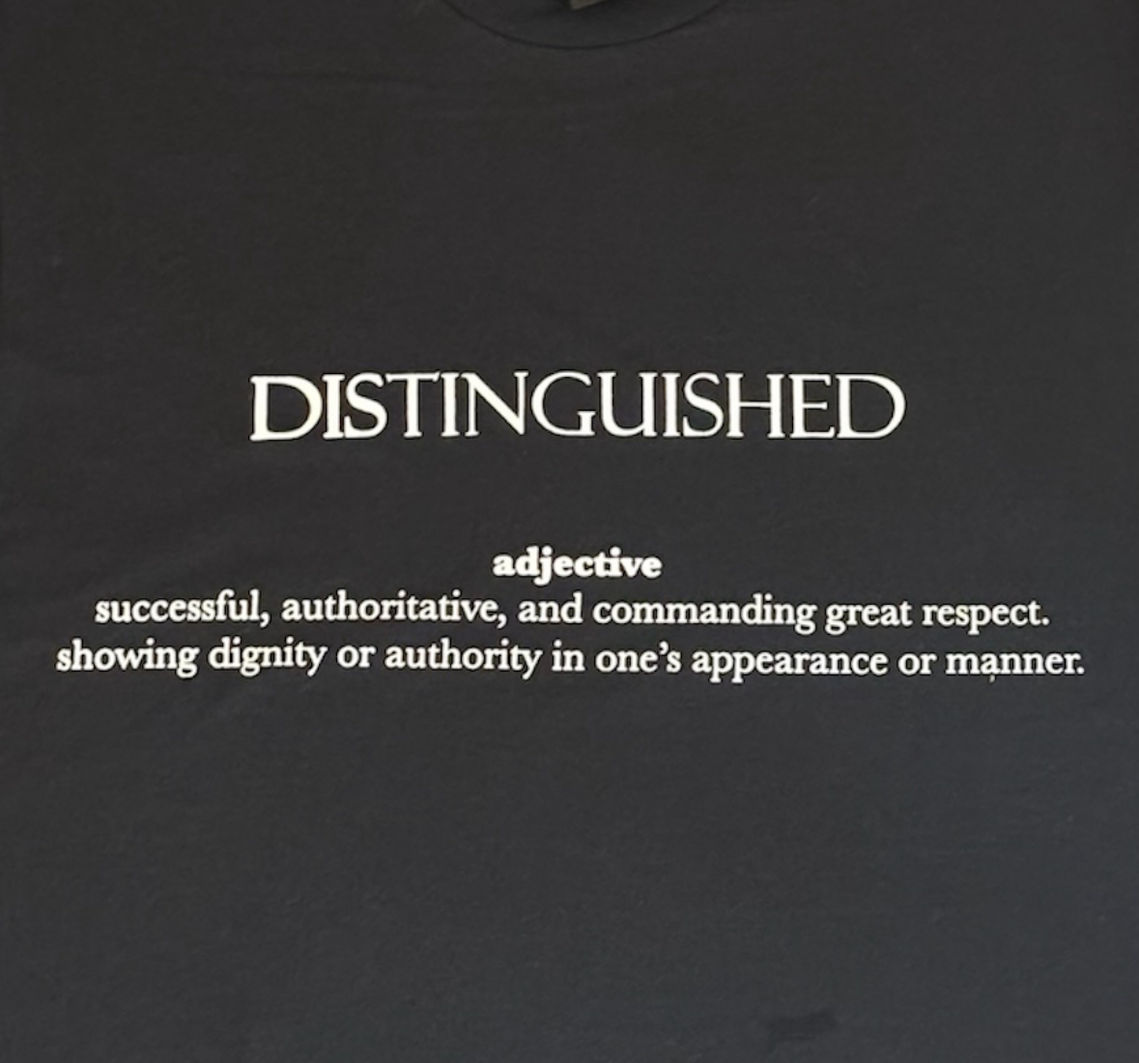 DISTINGUISHED
adjective
successful, authoritative, and commanding great respect.
showing dignity or authority in one’s appearance or manner.